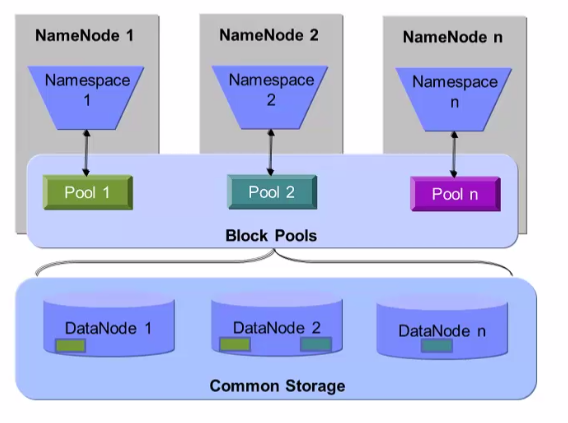 NameNode 1
NameNode 2
NameNode n
Namespace
1
Namespace
2
Namespace
n
Pool 1
Pool 2
Pool n
Block Pools
DataNode 1
DataNode 2
DataNode n
Common Storage